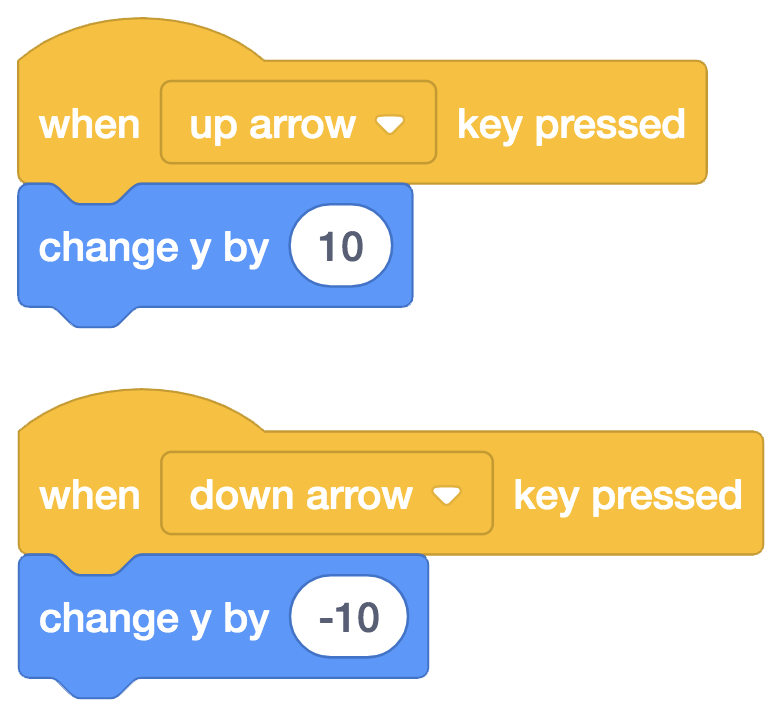 when up arrow key pressed
change y by 10
when down arrow key pressed
change y by -10